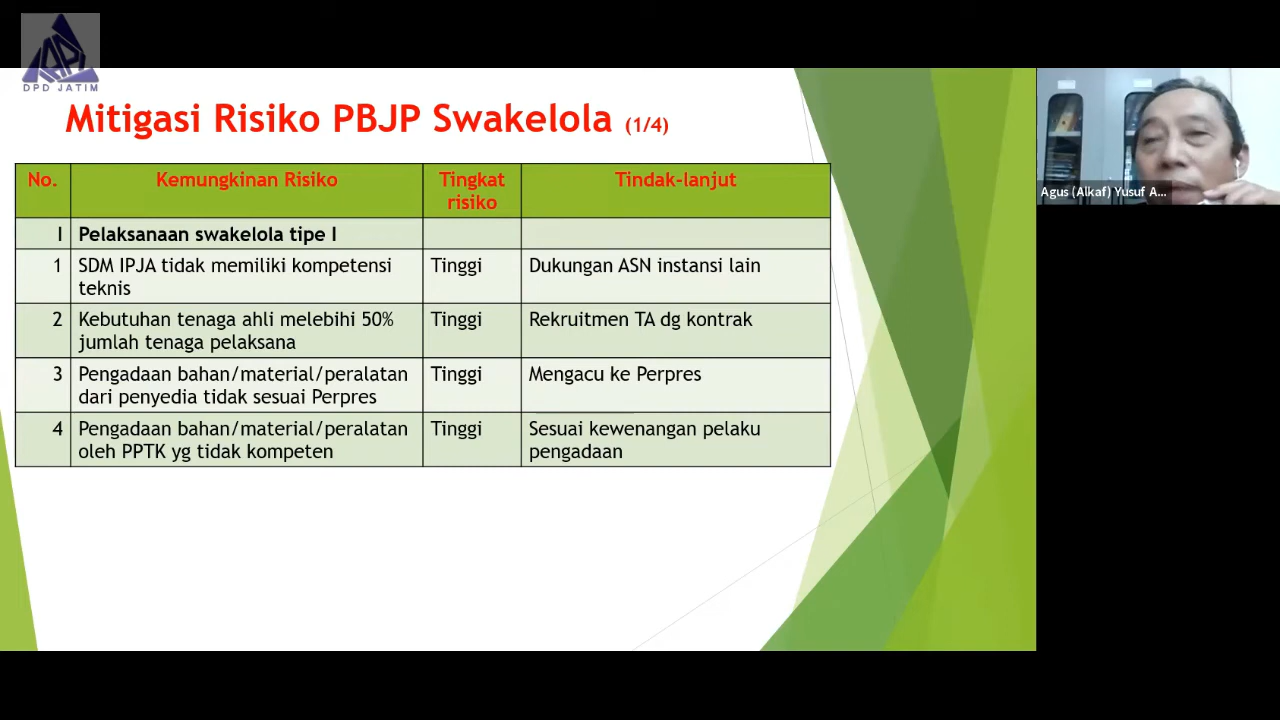 IAPI
DPD JATIM
Mitigasi Risiko PBJP Swakelola (1/4)
No. Kemungkinan Risiko Tingkat risiko Tindak-lanjut
I Pelaksanaan swakelola tipe I
1 SDM IPJA tidak memiliki kompetensi teknis Tinggi Dukungan ASN instansi lain
2 Kebutuhan tenaga ahli melebihi 50% jumlah tenaga pelaksana Tinggi Rekruitmen TA dg kontrak
3 Pengadaan bahan/material/peralatan dari penyedia tidak sesuai Perpres Tinggi Mengacu ke Perpres
4 Pengadaan bahan/material/peralatan oleh PPTK yg tidak kompeten Tinggi Sesuai kewenangan pelaku pengadaan
Agus (Alkaf) Yusuf A...